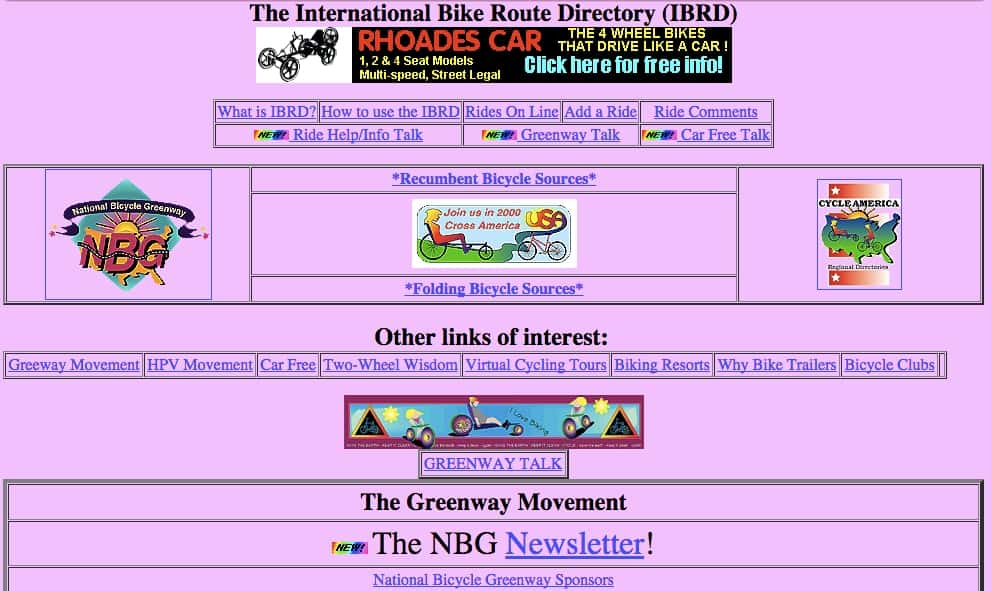 The International Bike Route Directory (IBRD)
RHOADES CAR
THE 4 WHEEL BIKES
THAT DRIVE LIKE A CAR !
1, 2 & 4 Seat Models
Multi-speed, Street Legal
Click here for free info!
What is IBRD? How to use the IBRD Rides On Line Add a Ride Ride Comments
NEW! Ride Help/Info Talk NEW! Greenway Talk NEW! Car Free Talk
National Bicycle Greenway
NBG
*Recumbent Bicycle Sources*
Join us in 2000
Cross America
USA
*Folding Bicycle Sources*
CYCLE AMERICA
Regional Directories
Other links of interest:
Greeway Movement HPV Movement Car Free Two-Wheel Wisdom Virtual Cycling Tours Biking Resorts Why Bike Trailers Bicycle Clubs
I Love Biking
GREENWAY TALK
The Greenway Movement
NEW! The NBG Newsletter!
National Bicycle Greenway Sponsors